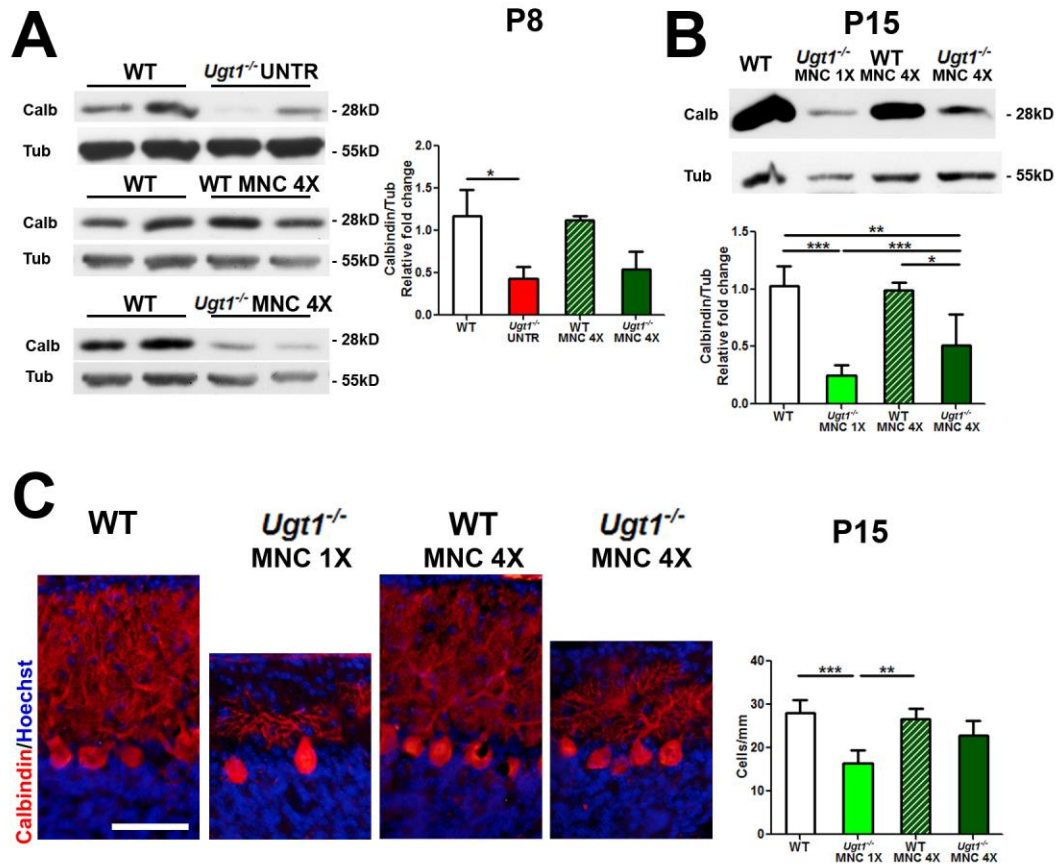 A
P8
WT Ugt1-/- UNTR
Calb - 28kD
Tub - 55kD
WT WT MNC 4X
Calb - 28kD
Tub - 55kD
WT Ugt1-/- MNC 4X
Calb - 28kD
Tub - 55kD
Calbindin/Tub
Relative fold change
2.0
1.5
1.0
0.5
0.0
*
WT
Ugt1-/-
UNTR
WT
MNC 4X
Ugt1-/-
MNC 4X
B
P15
WT
Ugt1-/-
MNC 1X
WT
MNC 4X
Ugt1-/-
MNC 4X
Calb - 28kD
Tub - 55kD
Calbindin/Tub
Relative fold change
1.5
1.0
0.5
0.0
**
*** ***
*
WT
Ugt1-/-
MNC 1X
WT
MNC 4X
Ugt1-/-
MNC 4X
C
WT
Ugt1-/-
MNC 1X
WT
MNC 4X
Ugt1-/-
MNC 4X
Calbindin/Hoechst
P15
Cells/mm
40
30
20
10
0
*** **
WT
Ugt1-/-
MNC 1X
WT
MNC 4X
Ugt1-/-
MNC 4X